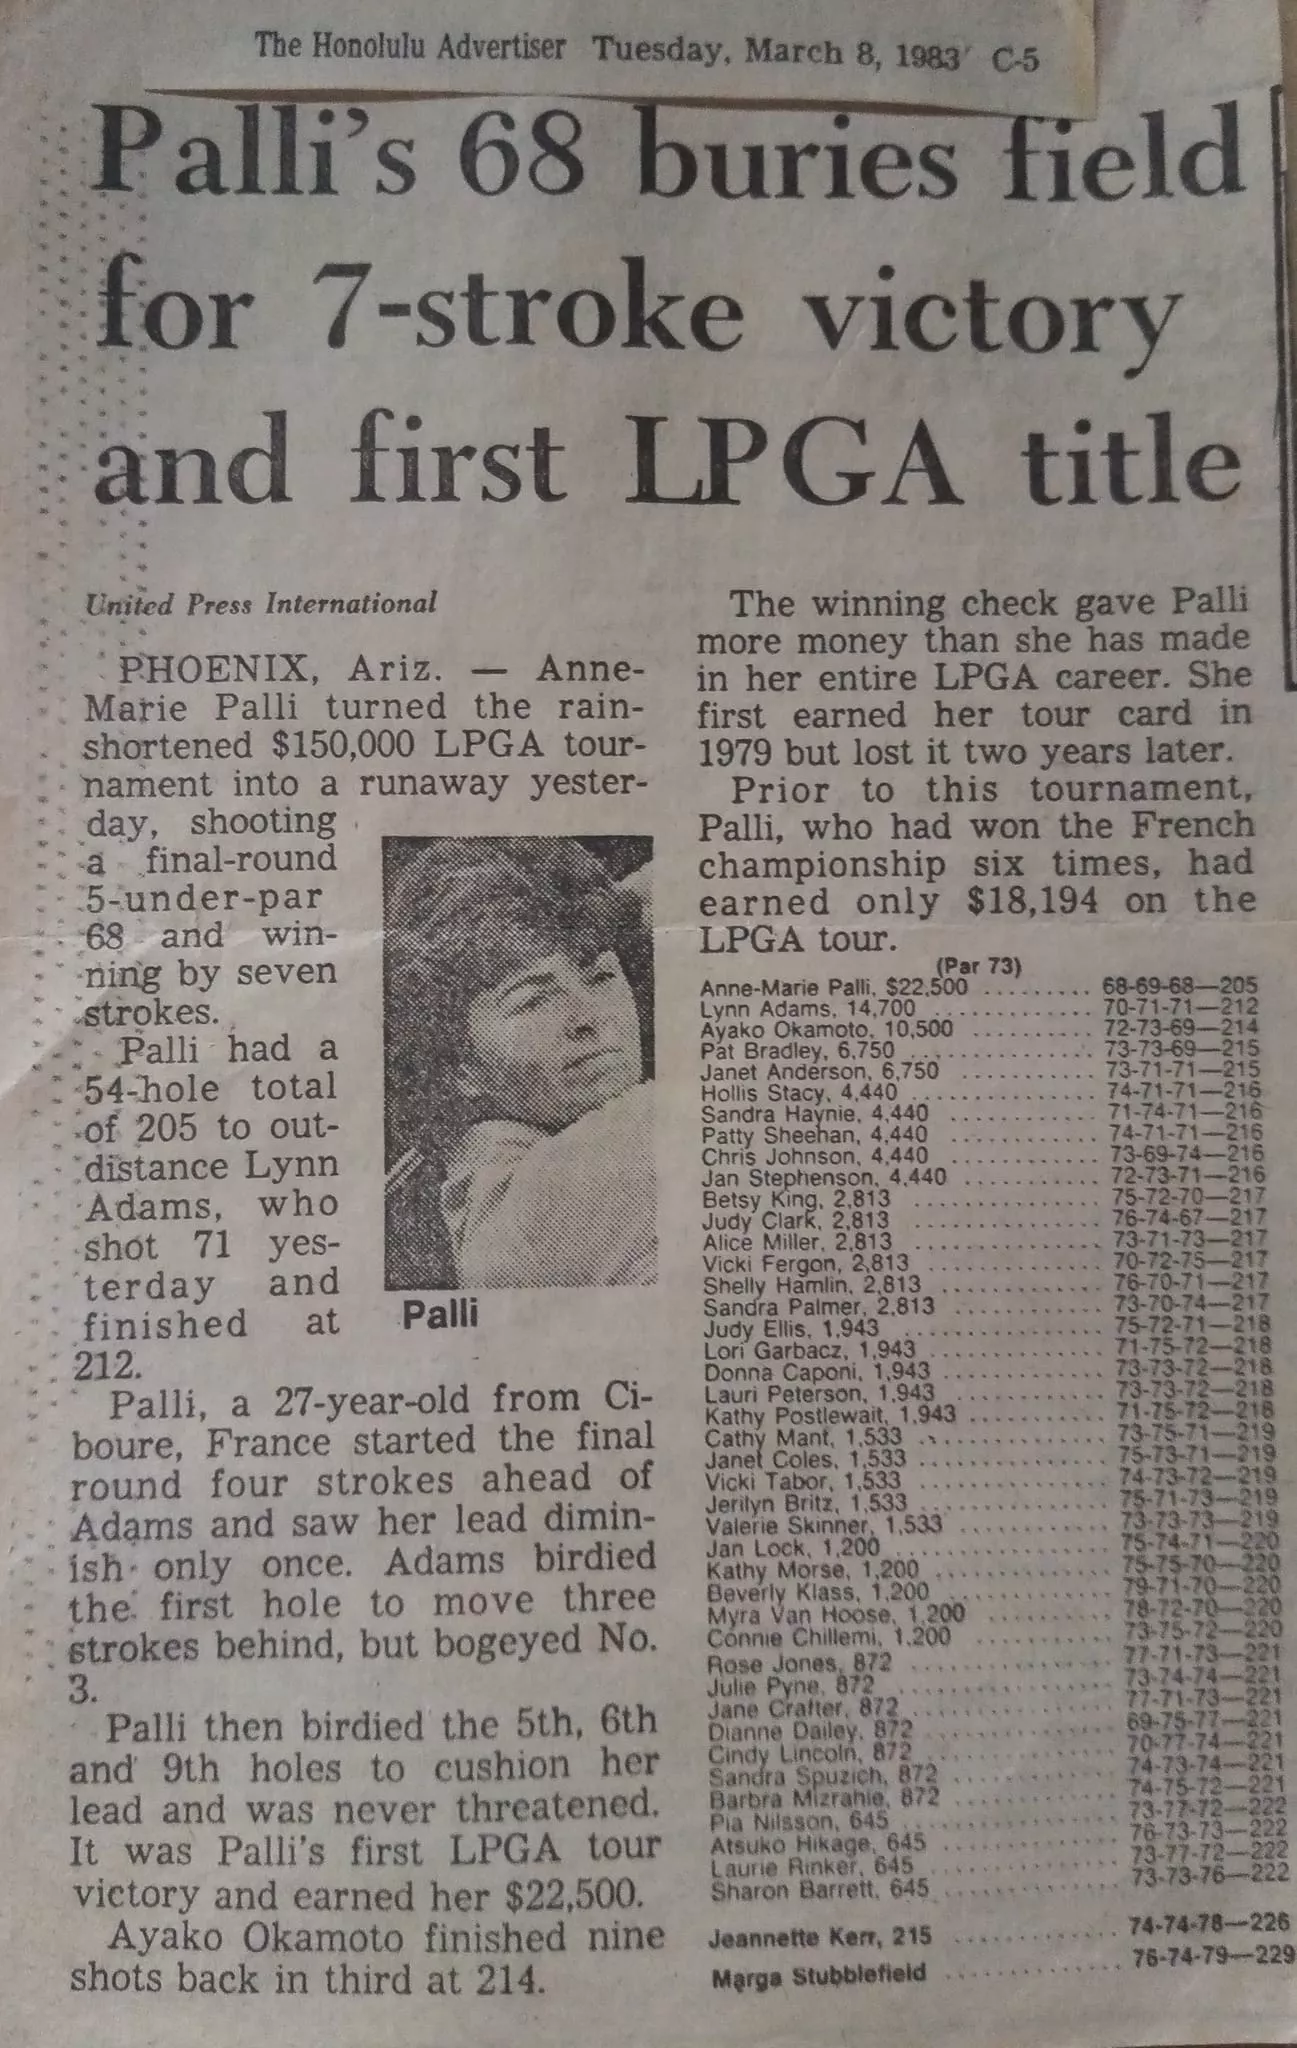 The Honolulu Advertiser Tuesday, March 8, 1983 C-5
Palli's 68 buries field
for 7-stroke victory
and first LPGA title
United Press International
PHOENIX, Ariz. — Anne-
Marie Palli turned the rain-
shortened $150,000 LPGA tour-
nament into a runaway yester-
day, shooting
a final-round
5-under-par
68 and win-
ning by seven
strokes.
Palli had a
54-hole total
of 205 to out-
distance Lynn
Adams, who
shot 71 yes-
terday and
finished at
212.
Palli
Palli, a 27-year-old from Ci-
boure, France started the final
round four strokes ahead of
Adams and saw her lead dimin-
ish only once. Adams birdied
the first hole to move three
strokes behind, but bogeyed No.
3.
Palli then birdied the 5th, 6th
and 9th holes to cushion her
lead and was never threatened.
It was Palli's first LPGA tour
victory and earned her $22,500.
Ayako Okamoto finished nine
shots back in third at 214.
The winning check gave Palli
more money than she has made
in her entire LPGA career. She
first earned her tour card in
1979 but lost it two years later.
Prior to this tournament,
Palli, who had won the French
championship six times, had
earned only $18,194 on the
LPGA tour.
(Par 73)
Anne-Marie Palli, $22,500 .......... 68-69-68—205
Lynn Adams, 14,700 .......... 70-71-71—212
Ayako Okamoto, 10,500 .......... 72-73-69—214
Pat Bradley, 6,750 .......... 73-73-69—215
Janet Anderson, 6,750 .......... 73-71-71—215
Hollis Stacy, 4,440 .......... 74-71-71—216
Sandra Haynie, 4,440 .......... 71-74-71—216
Patty Sheehan, 4,440 .......... 74-71-71—216
Chris Johnson, 4,440 .......... 73-69-74—216
Jan Stephenson, 4,440 .......... 72-73-71—216
Betsy King, 2,813 .......... 75-72-70—217
Judy Clark, 2,813 .......... 76-74-67—217
Alice Miller, 2,813 .......... 73-71-73—217
Vicki Fergon, 2,813 .......... 70-72-75—217
Shelly Hamlin, 2,813 .......... 76-70-71—217
Sandra Palmer, 2,813 .......... 73-70-74—217
Judy Ellis, 1,943 .......... 75-72-71—218
Lori Garbacz, 1,943 .......... 71-75-72—218
Donna Caponi, 1,943 .......... 73-73-72—218
Lauri Peterson, 1,943 .......... 73-73-72—218
Kathy Postlewait, 1,943 .......... 71-75-72—218
Cathy Mant, 1,533 .......... 73-75-71—219
Janet Coles, 1,533 .......... 75-73-71—219
Vicki Tabor, 1,533 .......... 74-73-72—219
Jerilyn Britz, 1,533 .......... 75-71-73—219
Valerie Skinner, 1,533 .......... 73-73-73—219
Jan Lock, 1,200 .......... 75-74-71—220
Kathy Morse, 1,200 .......... 75-75-70—220
Beverly Klass, 1,200 .......... 79-71-70—220
Myra Van Hoose, 1,200 .......... 78-72-70—220
Connie Chillemi, 1,200 .......... 73-75-72—220
Rose Jones, 872 .......... 77-71-73—221
Julie Pyne, 872 .......... 73-74-74—221
Jane Crafter, 872 .......... 77-71-73—221
Dianne Dailey, 872 .......... 69-75-77—221
Cindy Lincoln, 872 .......... 70-77-74—221
Sandra Spuzich, 872 .......... 74-73-74—221
Barbra Mizrahie, 872 .......... 74-75-72—221
Pia Nilsson, 645 .......... 73-77-72—222
Atsuko Hikage, 645 .......... 76-73-73—222
Laurie Rinker, 645 .......... 73-77-72—222
Sharon Barrett, 645 .......... 73-73-76—222
Jeannette Kerr, 215 .......... 74-74-78—226
Marga Stubblefield .......... 76-74-79—229